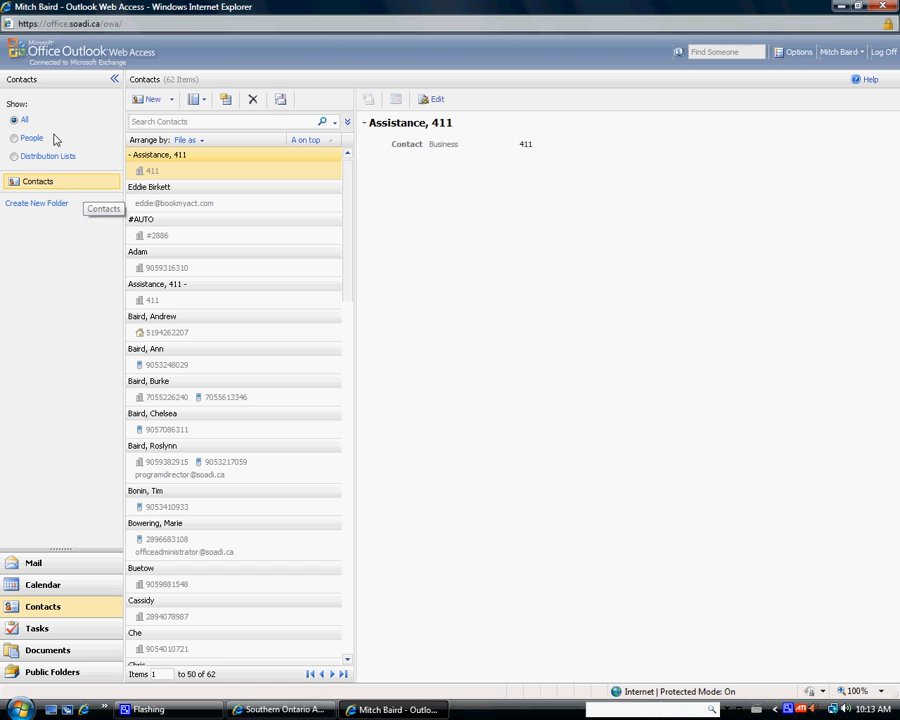 Mitch Baird - Outlook Web Access - Windows Internet Explorer
https://office.soadi.ca/owa/
Microsoft
Office Outlook Web Access
Connected to Microsoft Exchange
Find Someone
Options
Mitch Baird
Log Off
Contacts
Contacts (62 Items)
Help
Show:
All
People
Distribution Lists
Contacts
Create New Folder
Contacts
New
Edit
Search Contacts
Arrange by: File as
A on top
- Assistance, 411
411
Eddie Birkett
eddie@bookmyact.com
#AUTO
#2886
Adam
9059316310
Assistance, 411 -
411
Baird, Andrew
5194262207
Baird, Ann
9053248029
Baird, Burke
7055226240 7055613346
Baird, Chelsea
9057086311
Baird, Roslynn
9059382915 9053217059
programdirector@soadi.ca
Bonin, Tim
9053410933
Bowering, Marie
2896683108
officeadministrator@soadi.ca
Buetow
9059881548
Cassidy
2894078987
Che
9054010721
Chris
Items 1 to 50 of 62
- Assistance, 411
Contact Business 411
Mail
Calendar
Contacts
Tasks
Documents
Public Folders
Internet | Protected Mode: On
100%
Flashing
Southern Ontario A...
Mitch Baird - Outlo...
10:13 AM